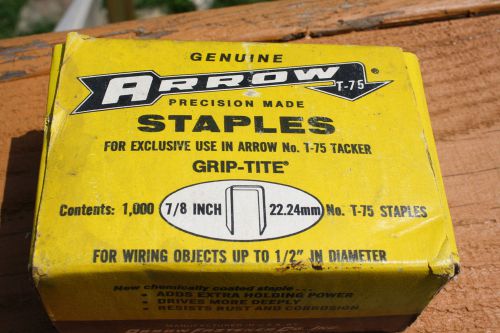 GENUINE
ARROW ®
T-75
PRECISION MADE
STAPLES
FOR EXCLUSIVE USE IN ARROW No. T-75 TACKER
GRIP-TITE®
Contents: 1,000 7/8 INCH 22.24mm No. T-75 STAPLES
FOR WIRING OBJECTS UP TO 1/2" IN DIAMETER
New chemically coated staple...
• ADDS EXTRA HOLDING POWER
• DRIVES MORE DEEPLY
• RESISTS RUST AND CORROSION